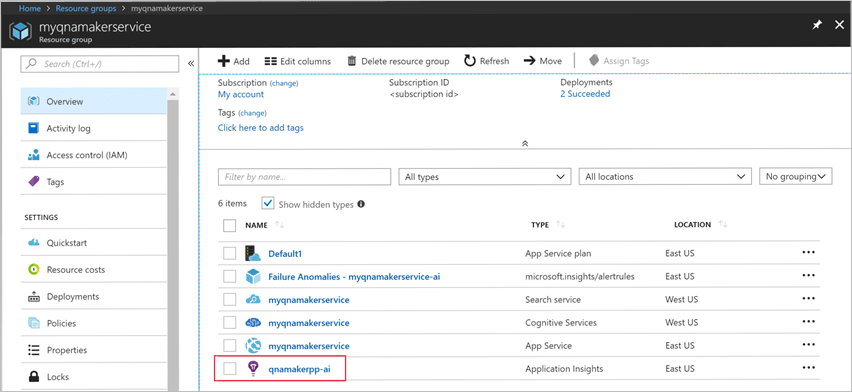 Home > Resource groups > myqnamakerservice
myqnamakerservice
Resource group
Search (Ctrl+/)
Overview
Activity log
Access control (IAM)
Tags
SETTINGS
Quickstart
Resource costs
Deployments
Policies
Properties
Locks
Add Edit columns Delete resource group Refresh Move Assign Tags
Subscription (change) Subscription ID Deployments
My account <subscription id> 2 Succeeded
Tags (change)
Click here to add tags
Filter by name... All types All locations No grouping
6 items Show hidden types
NAME TYPE LOCATION
Default1 App Service plan East US
Failure Anomalies - myqnamakerservice-ai microsoft.insights/alertrules East US
myqnamakerservice Search service West US
myqnamakerservice Cognitive Services West US
myqnamakerservice App Service East US
qnamakerpp-ai Application Insights East US